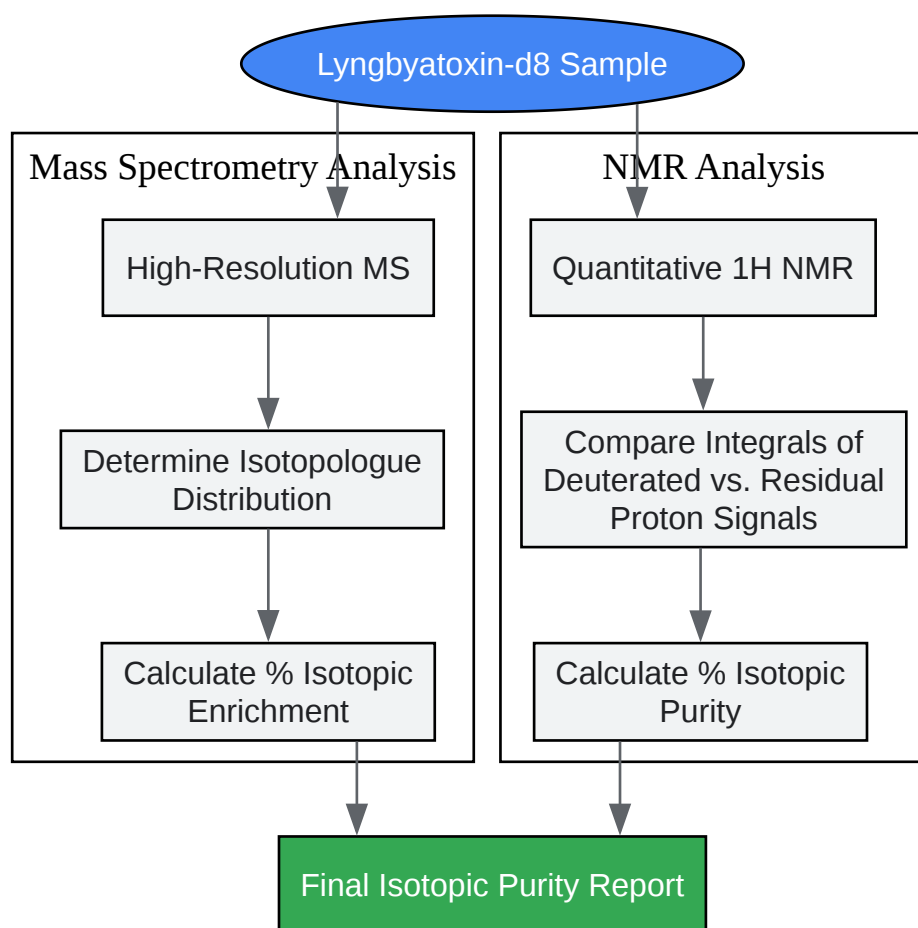 Lyngbyatoxin-d8 Sample
Mass Spectrometry Analysis
High-Resolution MS
Determine Isotopologue
Distribution
Calculate % Isotopic
Enrichment
NMR Analysis
Quantitative 1H NMR
Compare Integrals of
Deuterated vs. Residual
Proton Signals
Calculate % Isotopic
Purity
Final Isotopic Purity Report